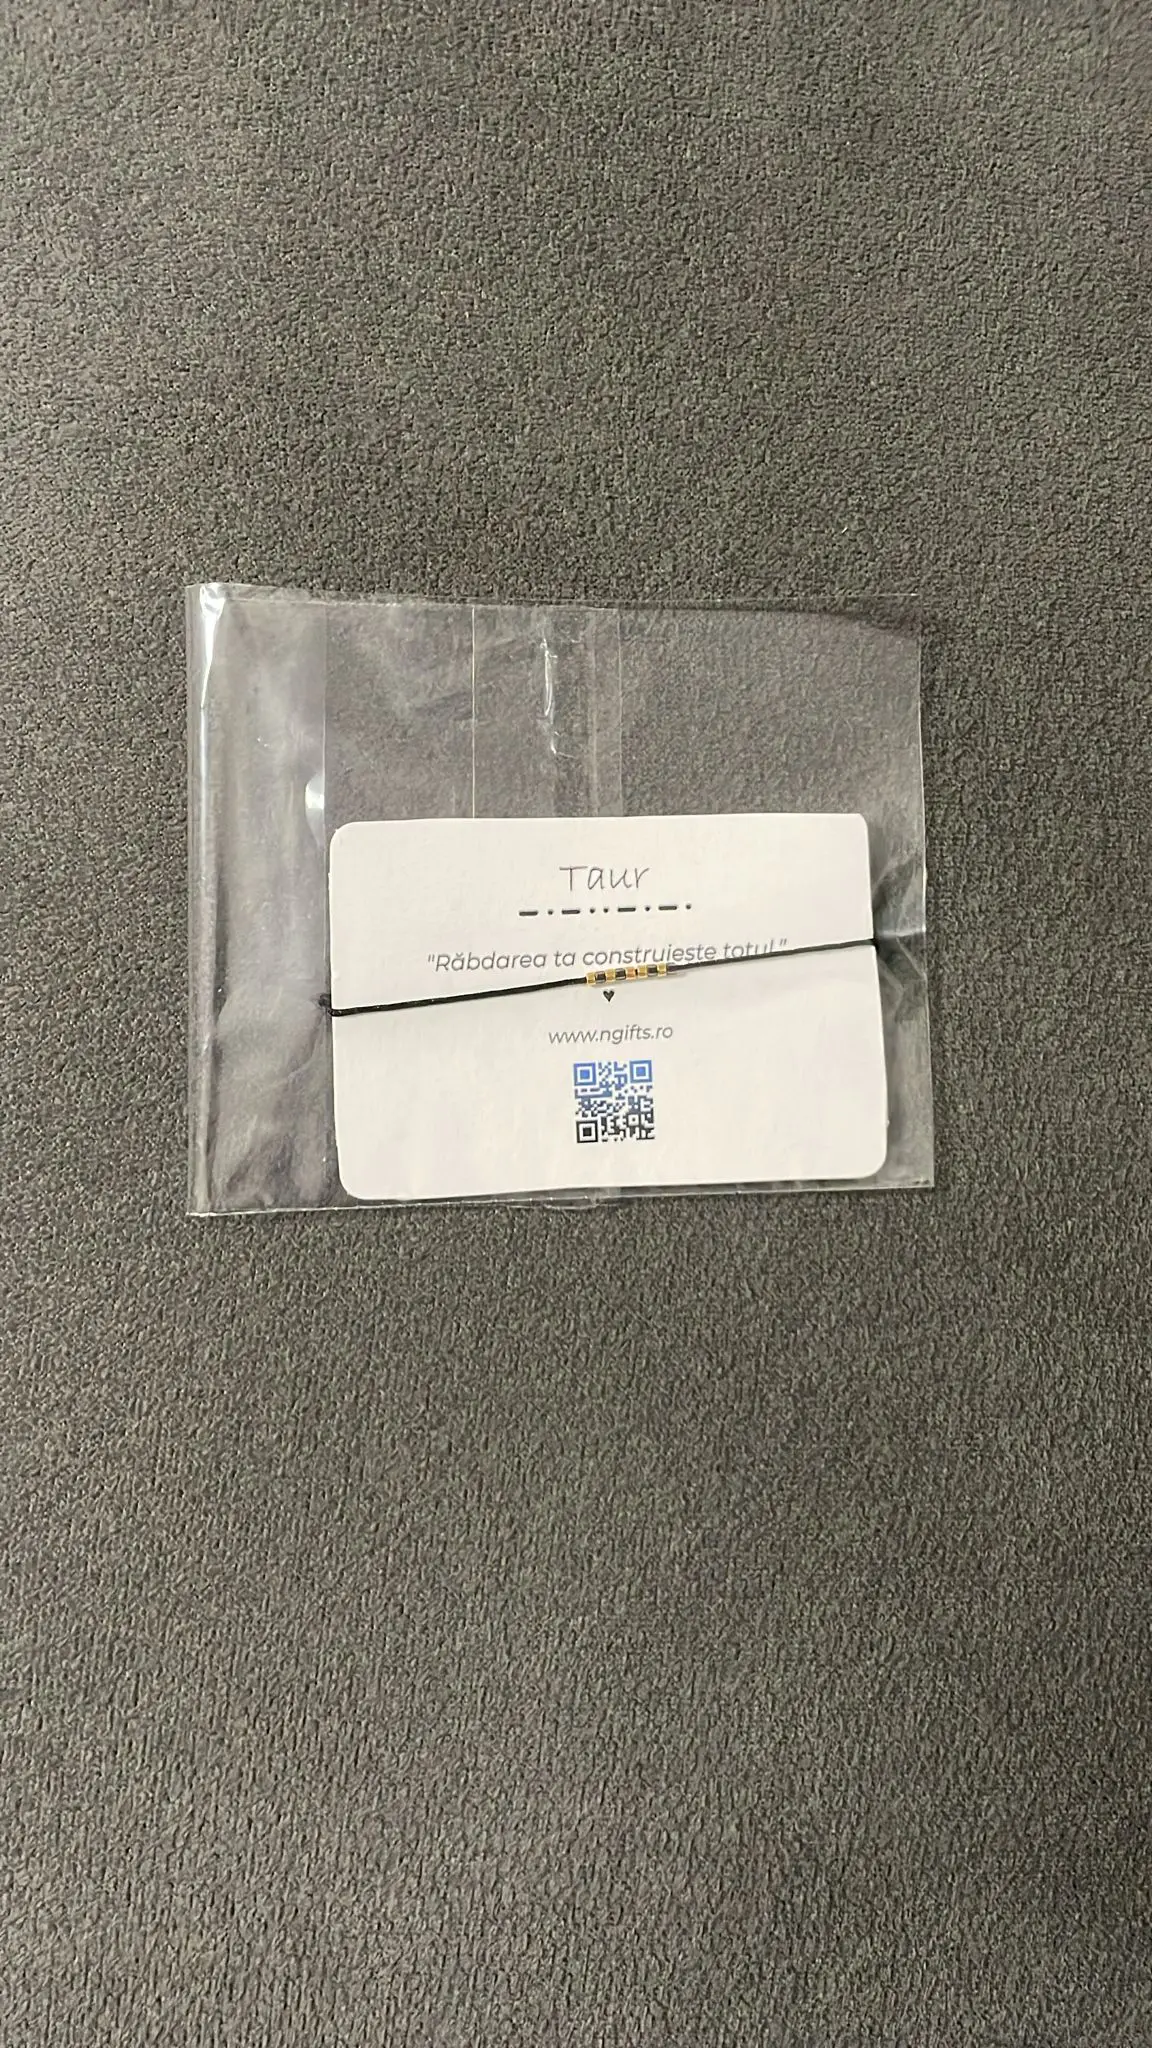 Taur
— · — · · — · — ·
"Răbdarea ta construiește totul"
www.ngifts.ro